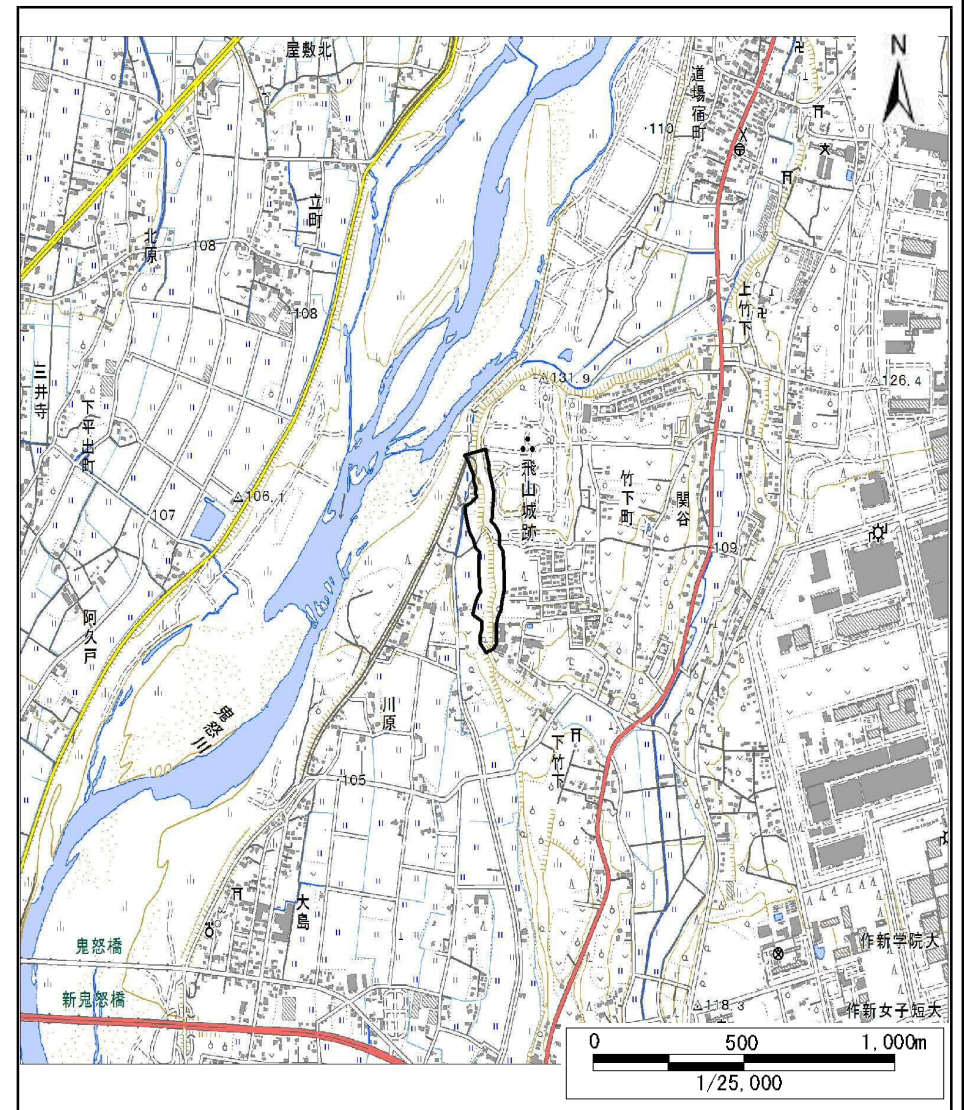 屋敷北
N
道場宿町
110
立町
北原
108
108
上竹下
三井寺
131.9
126.4
下平出町
飛山城跡
竹下町
関谷
106.1
107
109
阿久戸
川原
鬼怒川
下竹下
100
105
大島
鬼怒橋
作新学院大
新鬼怒橋
118.3
作新女子短大
0 500 1,000m
1/25,000